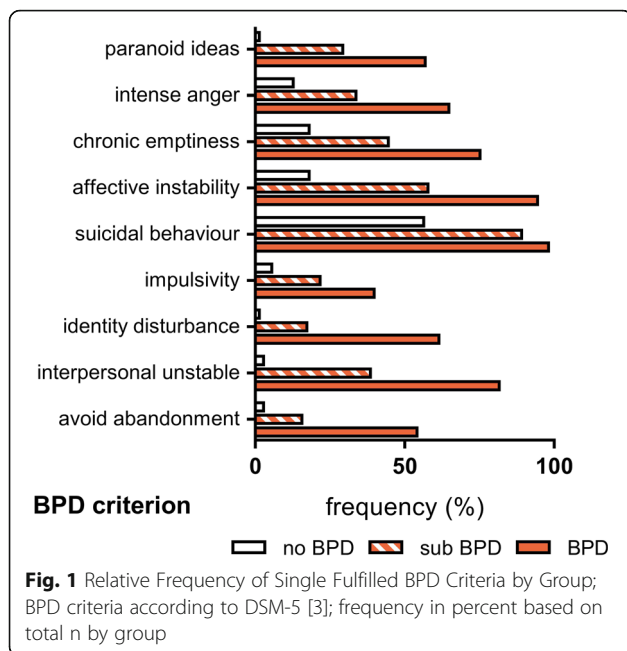 paranoid ideas
intense anger
chronic emptiness
affective instability
suicidal behaviour
impulsivity
identity disturbance
interpersonal unstable
avoid abandonment
0 50 100
BPD criterion frequency (%)
no BPD sub BPD BPD
Fig. 1 Relative Frequency of Single Fulfilled BPD Criteria by Group;
BPD criteria according to DSM-5 [3]; frequency in percent based on
total n by group